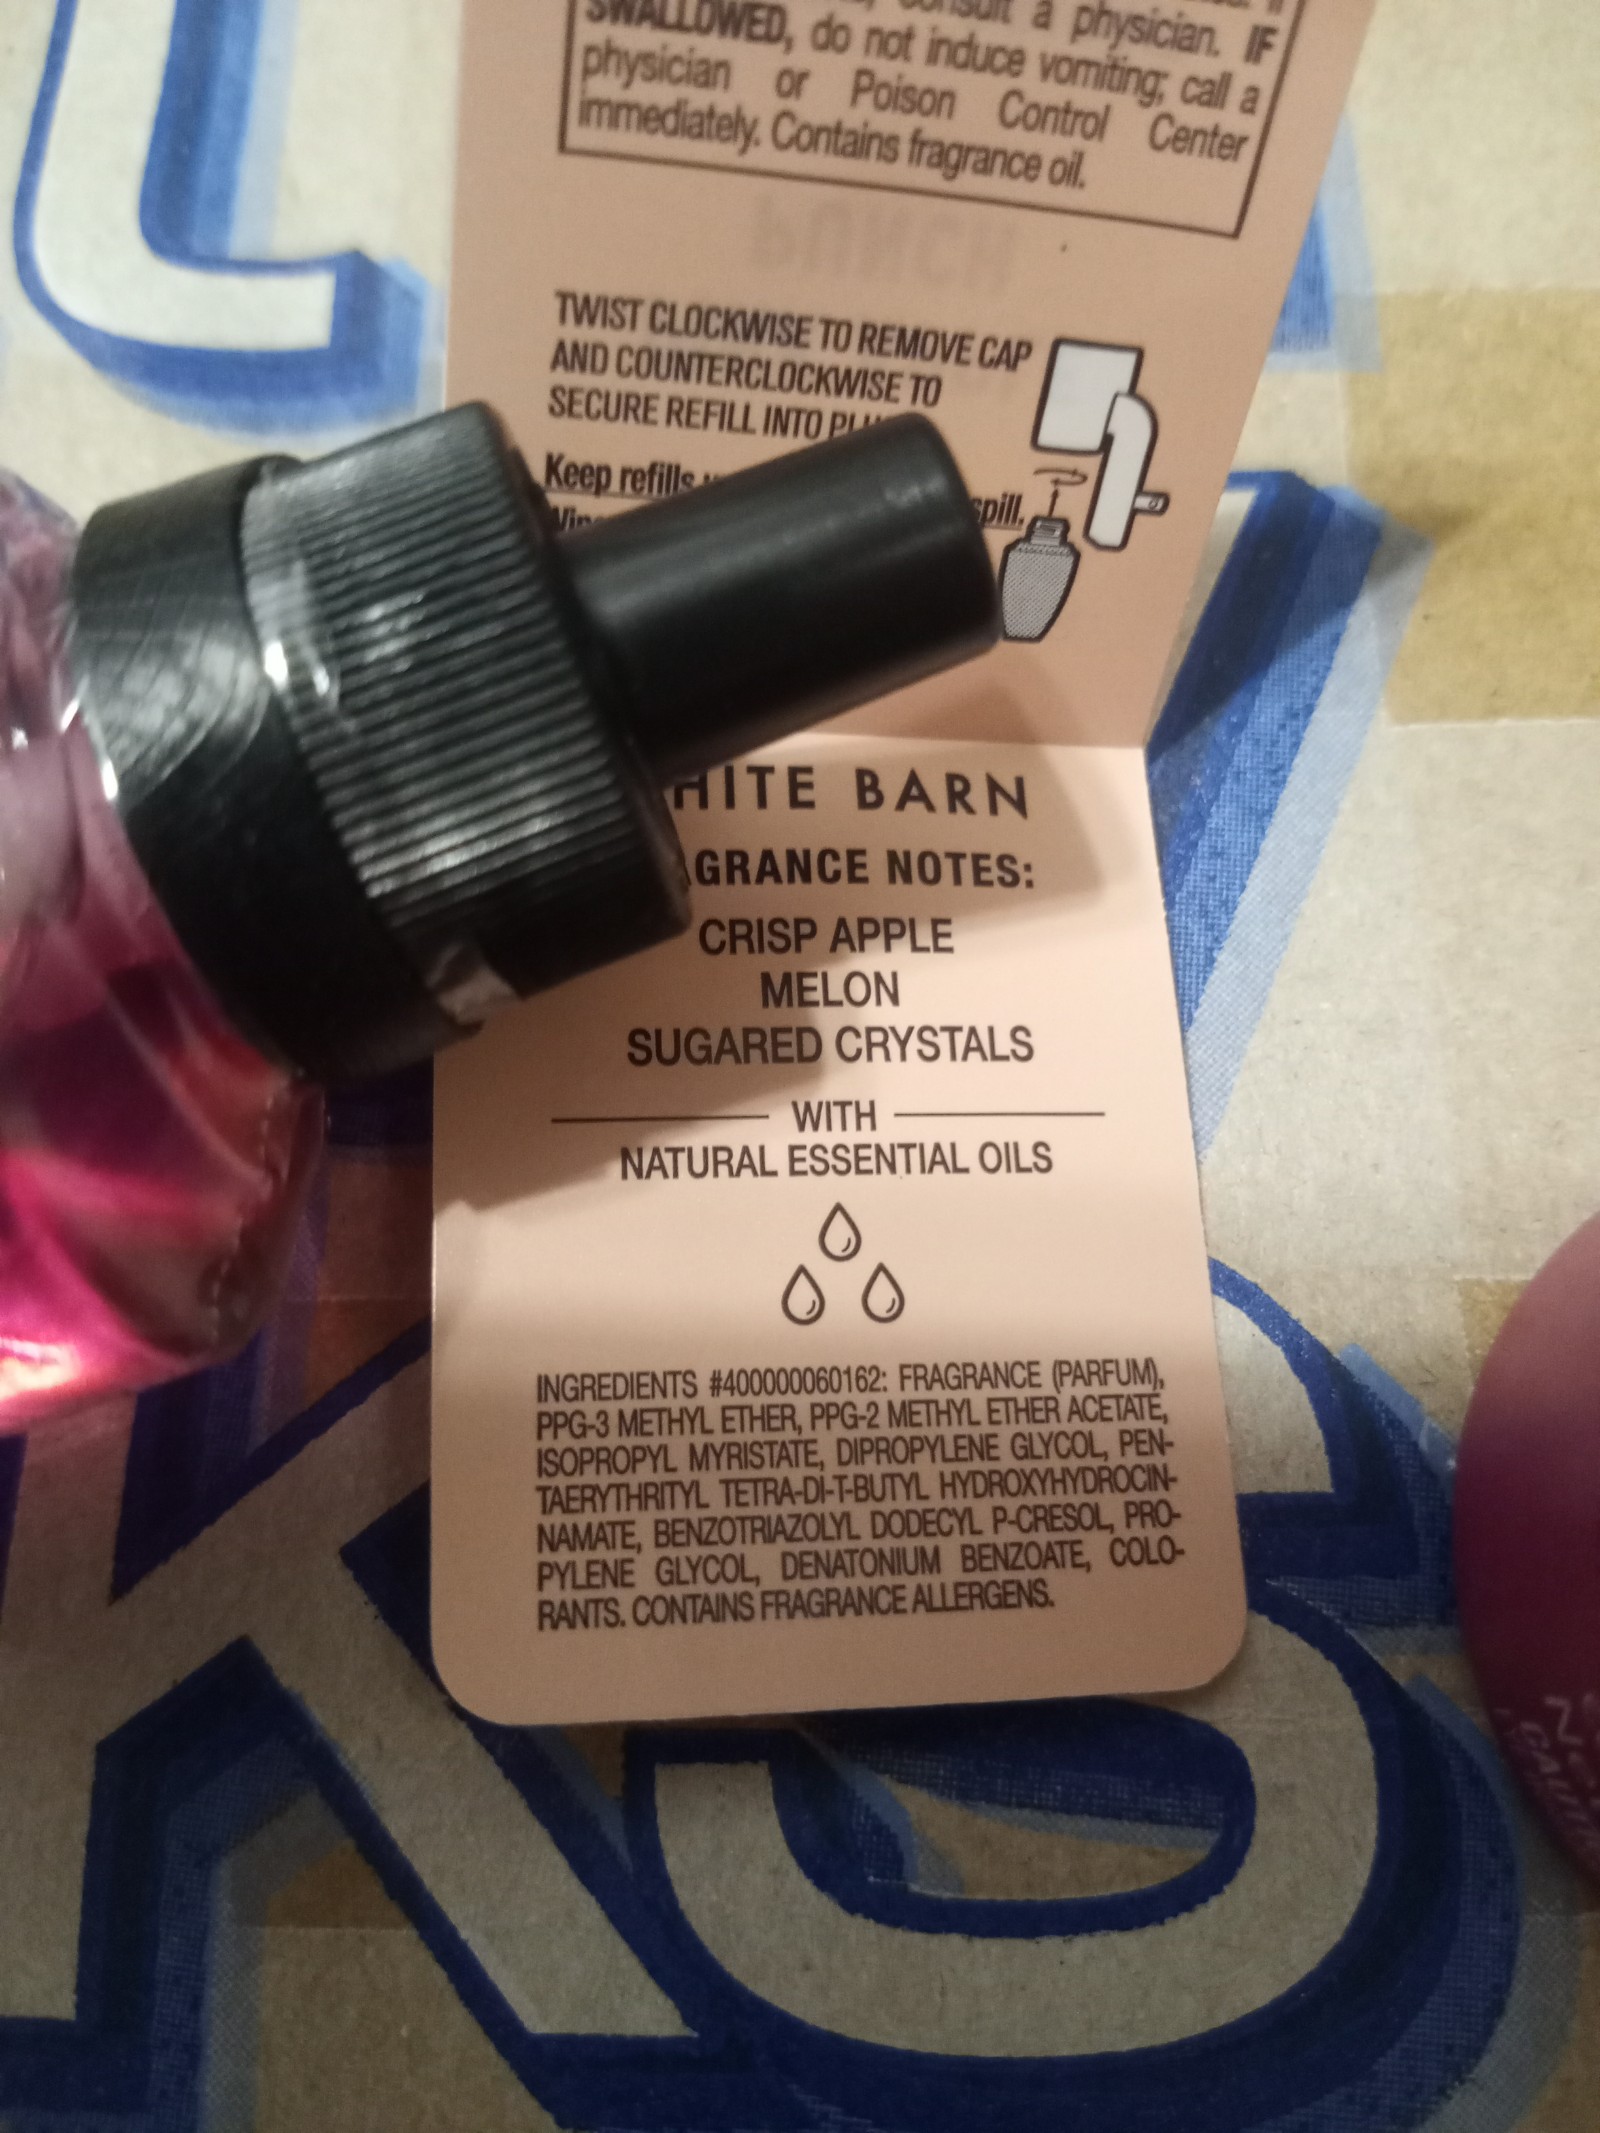 consult a physician. IF
SWALLOWED, do not induce vomiting; call a
physician or Poison Control Center
immediately. Contains fragrance oil.
TWIST CLOCKWISE TO REMOVE CAP
AND COUNTERCLOCKWISE TO
SECURE REFILL INTO
Keep refills spill.
HITE BARN
AGRANCE NOTES:
CRISP APPLE
MELON
SUGARED CRYSTALS
WITH
NATURAL ESSENTIAL OILS
INGREDIENTS #400000060162: FRAGRANCE (PARFUM),
PPG-3 METHYL ETHER, PPG-2 METHYL ETHER ACETATE,
ISOPROPYL MYRISTATE, DIPROPYLENE GLYCOL, PEN-
TAERYTHRITYL TETRA-DI-T-BUTYL HYDROXYHYDROCIN-
NAMATE, BENZOTRIAZOLYL DODECYL P-CRESOL, PRO-
PYLENE GLYCOL, DENATONIUM BENZOATE, COLO-
RANTS. CONTAINS FRAGRANCE ALLERGENS.